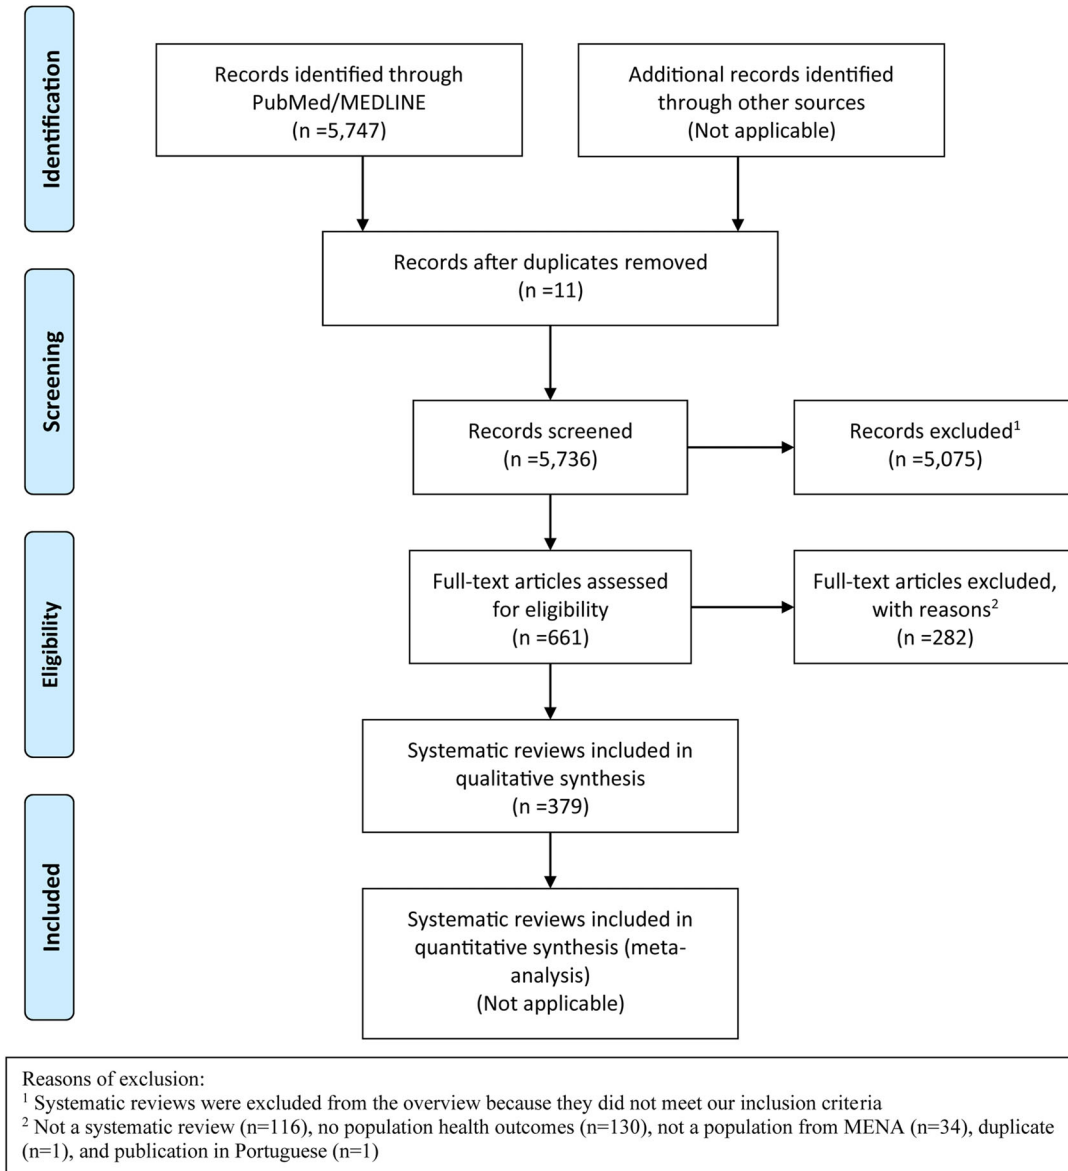 Identification
Records identified through
PubMed/MEDLINE
(n =5,747)
Additional records identified
through other sources
(Not applicable)
Records after duplicates removed
(n =11)
Screening
Records screened
(n =5,736)
Records excluded¹
(n =5,075)
Eligibility
Full-text articles assessed
for eligibility
(n =661)
Full-text articles excluded,
with reasons²
(n =282)
Systematic reviews included in
qualitative synthesis
(n =379)
Included
Systematic reviews included in
quantitative synthesis (meta-
analysis)
(Not applicable)
Reasons of exclusion:
¹ Systematic reviews were excluded from the overview because they did not meet our inclusion criteria
² Not a systematic review (n=116), no population health outcomes (n=130), not a population from MENA (n=34), duplicate
(n=1), and publication in Portuguese (n=1)